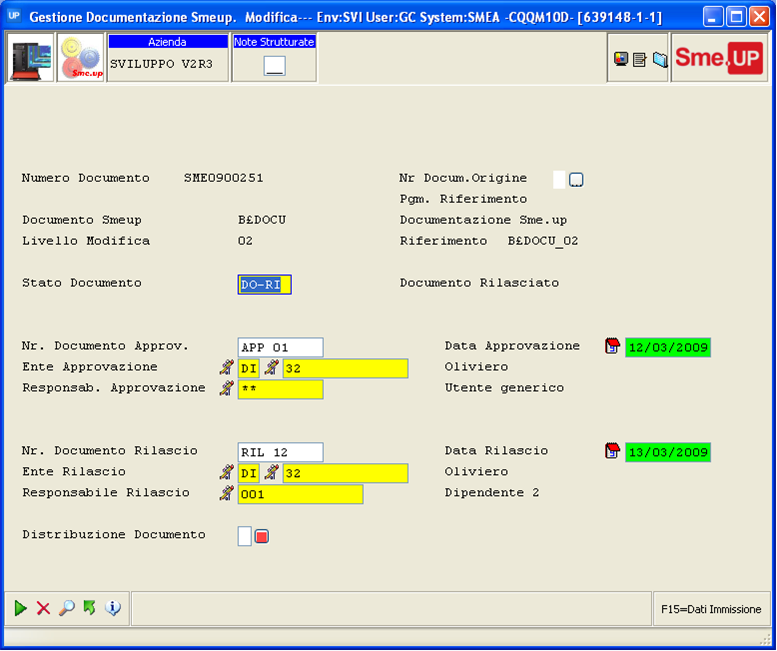 UP Gestione Documentazione Smeup. Modifica--- Env:SVI User:GC System:SMEA -CQQM10D- [639148-1-1]
Sme.up
Azienda
SVILUPPO V2R3
Note Strutturate
Sme.UP
Numero Documento SME0900251 Nr Docum.Origine
Pgm. Riferimento
Documento Smeup B£DOCU Documentazione Sme.up
Livello Modifica 02 Riferimento B£DOCU_02
Stato Documento DO-RI Documento Rilasciato
Nr. Documento Approv. APP 01 Data Approvazione 12/03/2009
Ente Approvazione DI 32 Oliviero
Responsab. Approvazione ** Utente generico
Nr. Documento Rilascio RIL 12 Data Rilascio 13/03/2009
Ente Rilascio DI 32 Oliviero
Responsabile Rilascio 001 Dipendente 2
Distribuzione Documento
F15=Dati Immissione